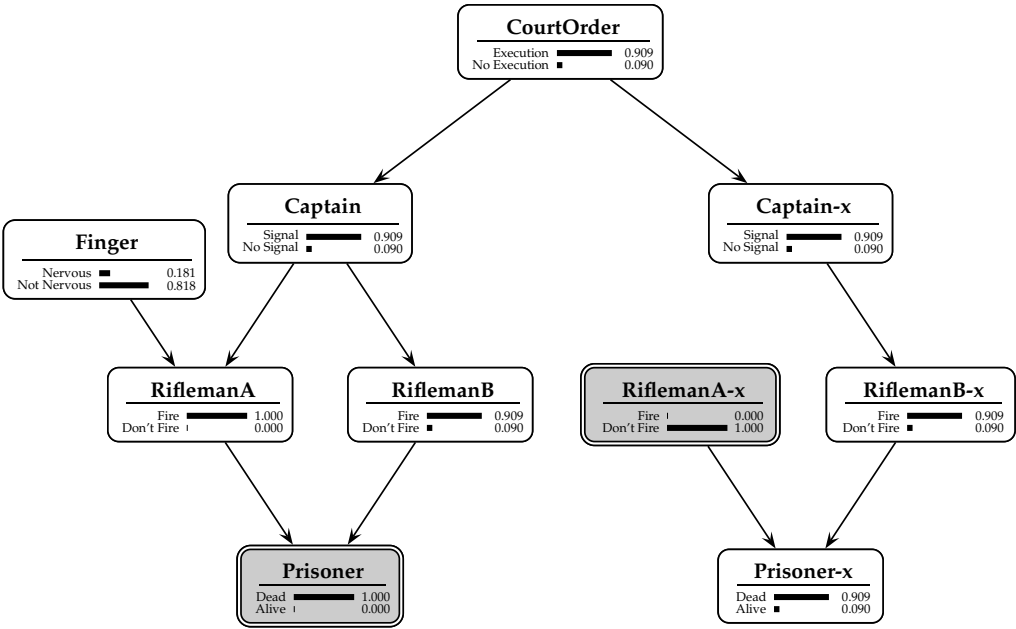 CourtOrder
Execution 0.909
No Execution 0.090
Captain
Signal 0.909
No Signal 0.090
Captain-x
Signal 0.909
No Signal 0.090
Finger
Nervous 0.181
Not Nervous 0.818
RiflemanA
Fire 1.000
Don't Fire 0.000
RiflemanB
Fire 0.909
Don't Fire 0.090
RiflemanA-x
Fire 0.000
Don't Fire 1.000
RiflemanB-x
Fire 0.909
Don't Fire 0.090
Prisoner
Dead 1.000
Alive 0.000
Prisoner-x
Dead 0.909
Alive 0.090